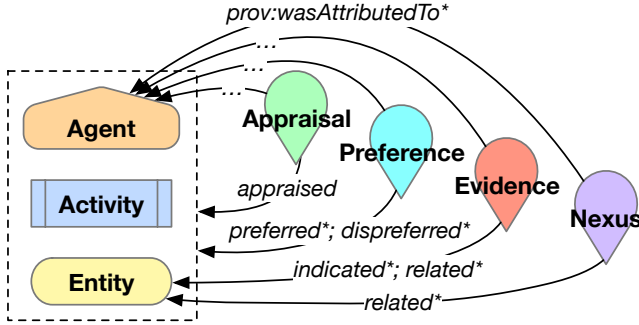 prov:wasAttributedTo*
...
...
...
Agent
Appraisal
Preference
Evidence
Nexus
Activity
appraised
preferred*; dispreferred*
indicated*; related*
Entity
related*